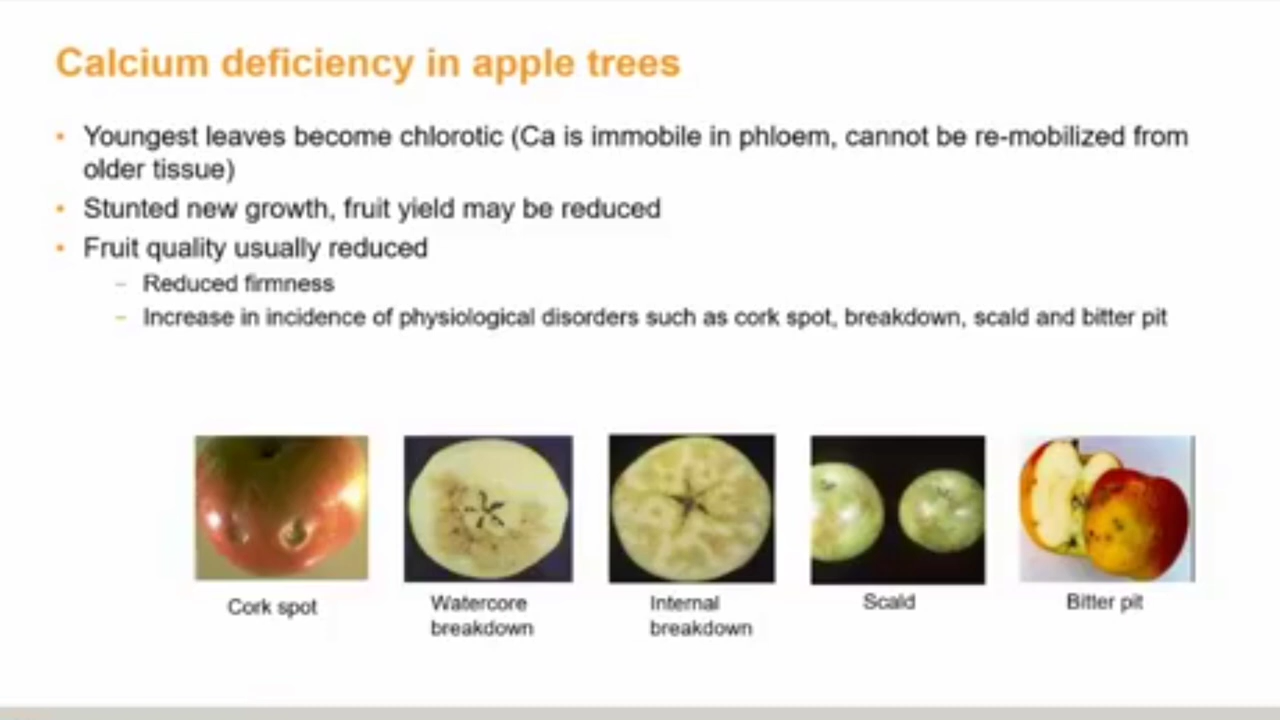 Calcium deficiency in apple trees
• Youngest leaves become chlorotic (Ca is immobile in phloem, cannot be re-mobilized from
older tissue)
• Stunted new growth, fruit yield may be reduced
• Fruit quality usually reduced
– Reduced firmness
– Increase in incidence of physiological disorders such as cork spot, breakdown, scald and bitter pit
Cork spot
Watercore
breakdown
Internal
breakdown
Scald
Bitter pit